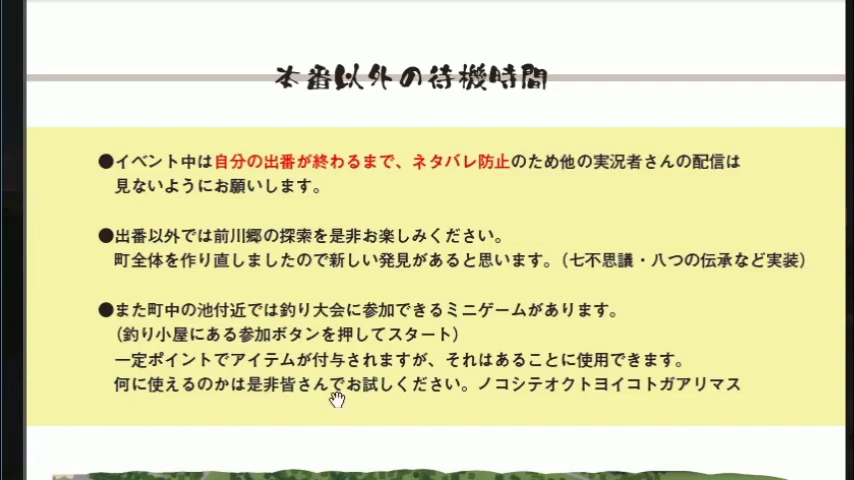 本番以外の待機時間
●イベント中は自分の出番が終わるまで、ネタバレ防止のため他の実況者さんの配信は
見ないようにお願いします。
●出番以外では前川郷の探索を是非お楽しみください。
町全体を作り直しましたので新しい発見があると思います。（七不思議・八つの伝承など実装）
●また町中の池付近では釣り大会に参加できるミニゲームがあります。
（釣り小屋にある参加ボタンを押してスタート）
一定ポイントでアイテムが付与されますが、それはあることに使用できます。
何に使えるのかは是非皆さんでお試しください。ノコシテオクトヨイコトガアリマス